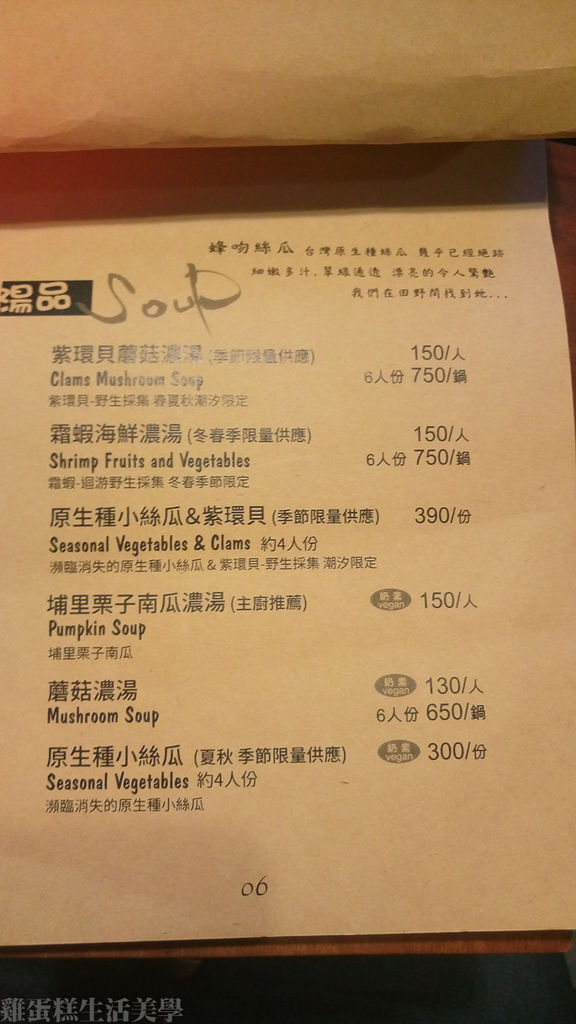 蜂吻絲瓜 台灣原生種絲瓜 幾乎已經絕跡
細嫩多汁.翠綠通透 漂亮的令人驚艷
我們在田野間找到她...
湯品 Soup
紫環貝蘑菇濃湯 (季節限量供應) 150/人
Clams Mushroom Soup 6人份 750/鍋
紫環貝-野生採集 春夏秋潮汐限定
霜蝦海鮮濃湯 (冬春季限量供應) 150/人
Shrimp Fruits and Vegetables 6人份 750/鍋
霜蝦-迴游野生採集 冬春季節限定
原生種小絲瓜&紫環貝 (季節限量供應) 390/份
Seasonal Vegetables & Clams 約4人份
瀕臨消失的原生種小絲瓜 & 紫環貝-野生採集 潮汐限定
埔里栗子南瓜濃湯 (主廚推薦) 奶素 vegan 150/人
Pumpkin Soup
埔里栗子南瓜
蘑菇濃湯 奶素 vegan 130/人
Mushroom Soup 6人份 650/鍋
原生種小絲瓜 (夏秋 季節限量供應) 奶素 vegan 300/份
Seasonal Vegetables 約4人份
瀕臨消失的原生種小絲瓜
06
雞蛋糕生活美學